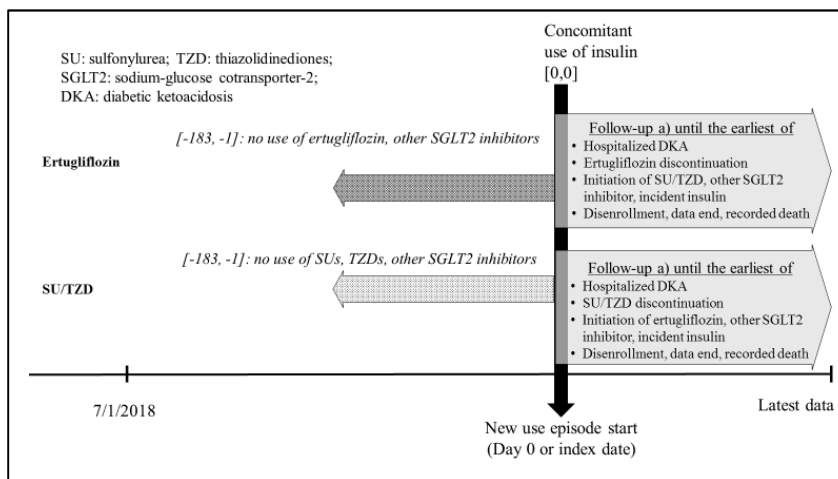 SU: sulfonylurea; TZD: thiazolidinediones;
SGLT2: sodium-glucose cotransporter-2;
DKA: diabetic ketoacidosis
Concomitant
use of insulin
[0,0]
[-183, -1]: no use of ertugliflozin, other SGLT2 inhibitors
Ertugliflozin
Follow-up a) until the earliest of
• Hospitalized DKA
• Ertugliflozin discontinuation
• Initiation of SU/TZD, other SGLT2
inhibitor, incident insulin
• Disenrollment, data end, recorded death
[-183, -1]: no use of SUs, TZDs, other SGLT2 inhibitors
SU/TZD
Follow-up a) until the earliest of
• Hospitalized DKA
• SU/TZD discontinuation
• Initiation of ertugliflozin, other SGLT2
inhibitor, incident insulin
• Disenrollment, data end, recorded death
7/1/2018
Latest data
New use episode start
(Day 0 or index date)